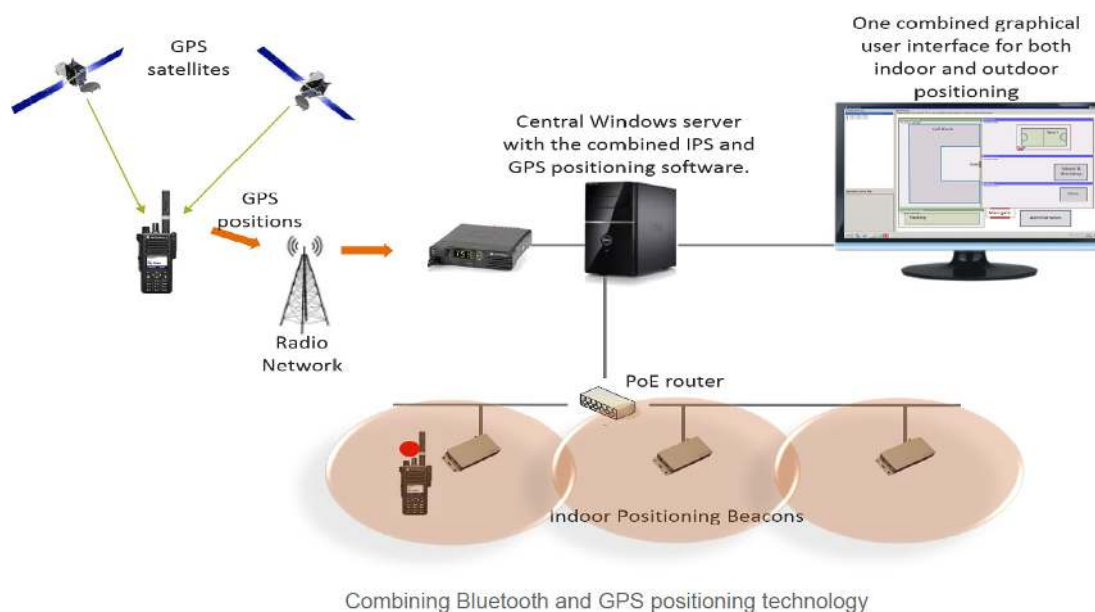 GPS
satellites
One combined graphical
user interface for both
indoor and outdoor
positioning
Central Windows server
with the combined IPS and
GPS positioning software.
GPS
positions
Radio
Network
PoE router
Indoor Positioning Beacons
Combining Bluetooth and GPS positioning technology